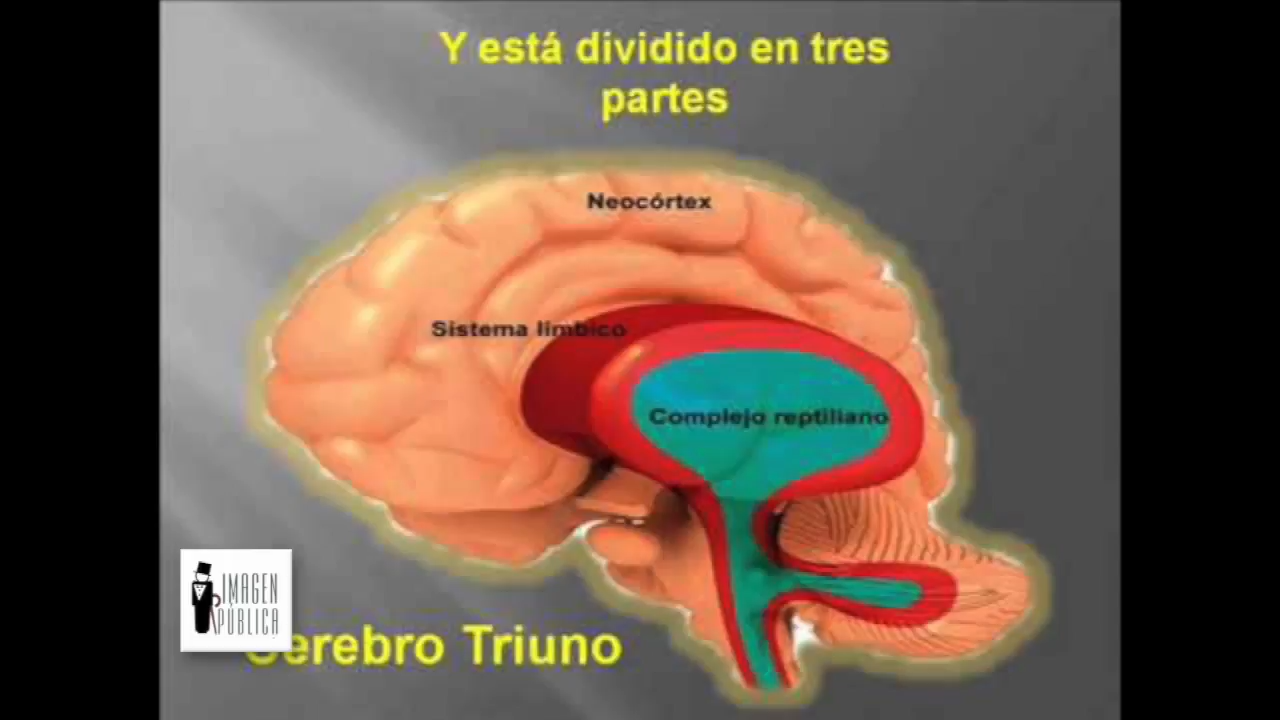 Y está dividido en tres
partes
Neocórtex
Sistema límbico
Complejo reptiliano
IMAGEN
PÚBLICA
Cerebro Triuno